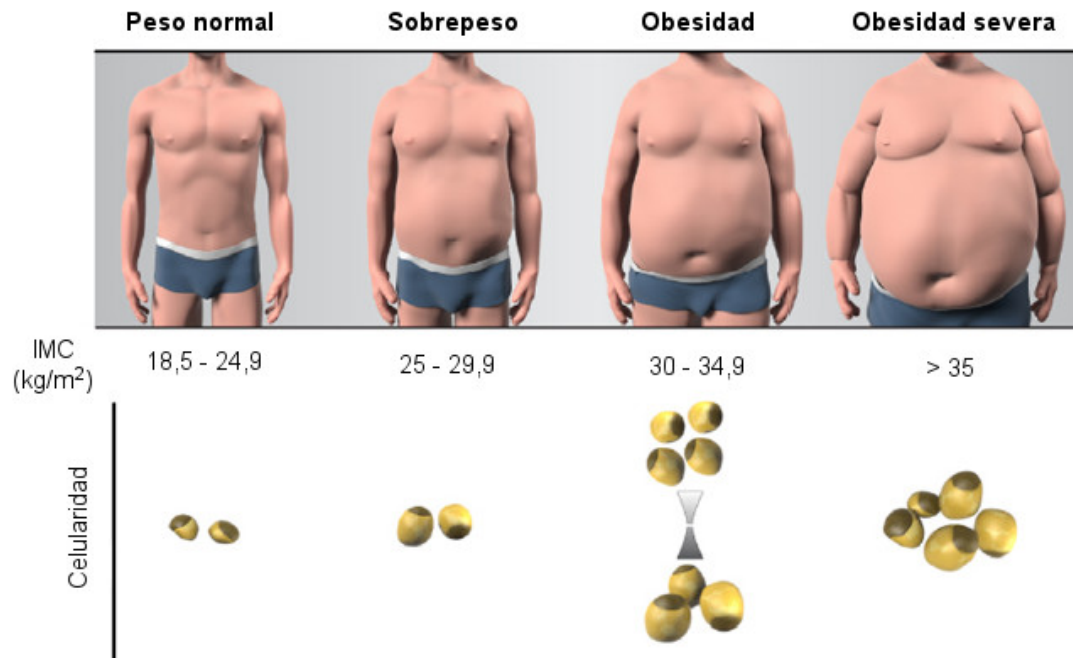 Peso normal
Sobrepeso
Obesidad
Obesidad severa
IMC
(kg/m²)
18,5 - 24,9
25 - 29,9
30 - 34,9
> 35
Celularidad